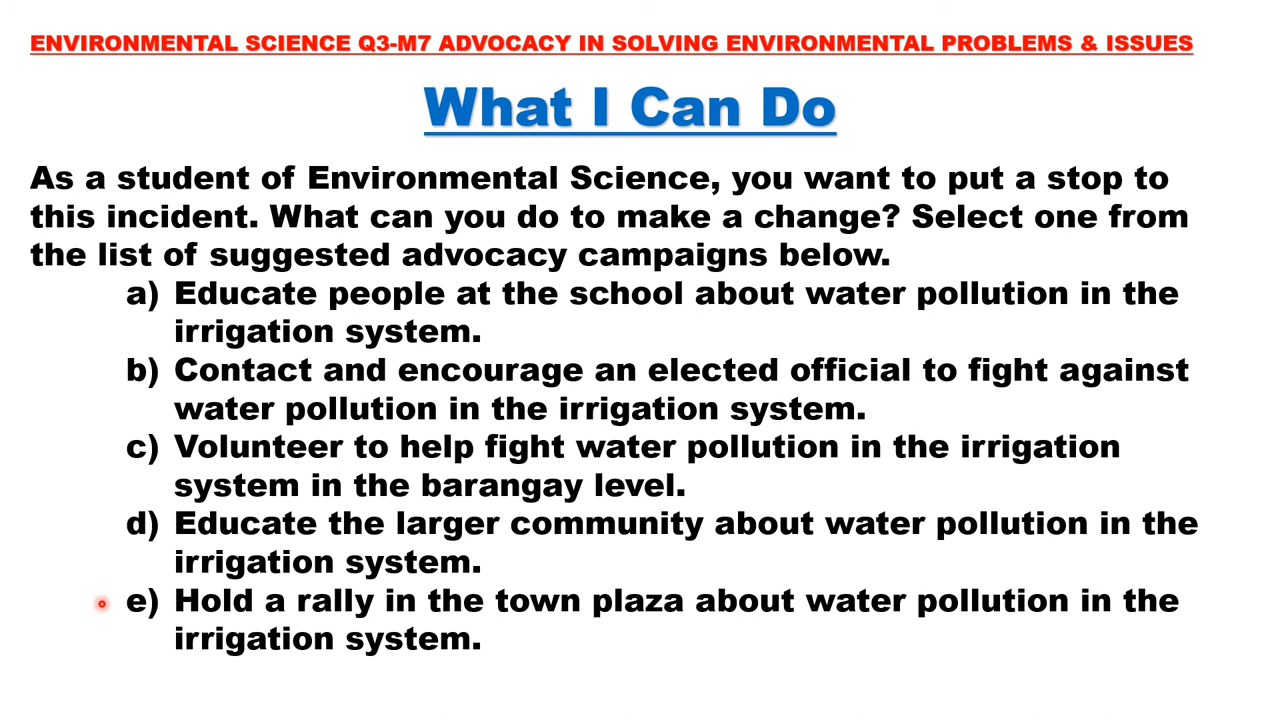 ENVIRONMENTAL SCIENCE Q3-M7 ADVOCACY IN SOLVING ENVIRONMENTAL PROBLEMS & ISSUES
What I Can Do
As a student of Environmental Science, you want to put a stop to
this incident. What can you do to make a change? Select one from
the list of suggested advocacy campaigns below.
a) Educate people at the school about water pollution in the
irrigation system.
b) Contact and encourage an elected official to fight against
water pollution in the irrigation system.
c) Volunteer to help fight water pollution in the irrigation
system in the barangay level.
d) Educate the larger community about water pollution in the
irrigation system.
e) Hold a rally in the town plaza about water pollution in the
irrigation system.